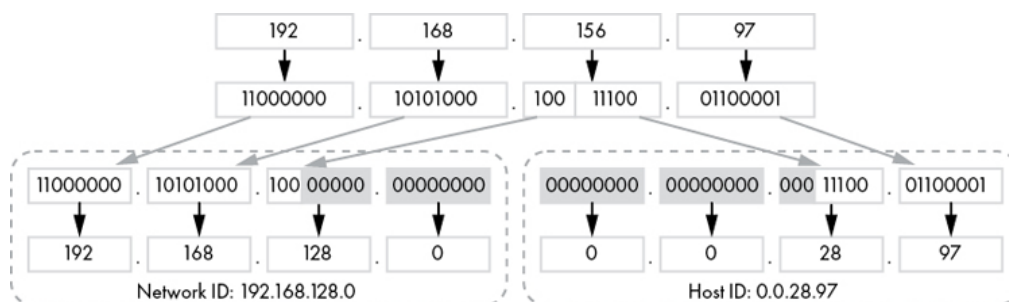 192 . 168 . 156 . 97
11000000 . 10101000 . 100 11100 . 01100001
11000000 . 10101000 . 100 00000 . 00000000 00000000 . 00000000 . 000 11100 . 01100001
192 . 168 . 128 . 0 0 . 0 . 28 . 97
Network ID: 192.168.128.0 Host ID: 0.0.28.97